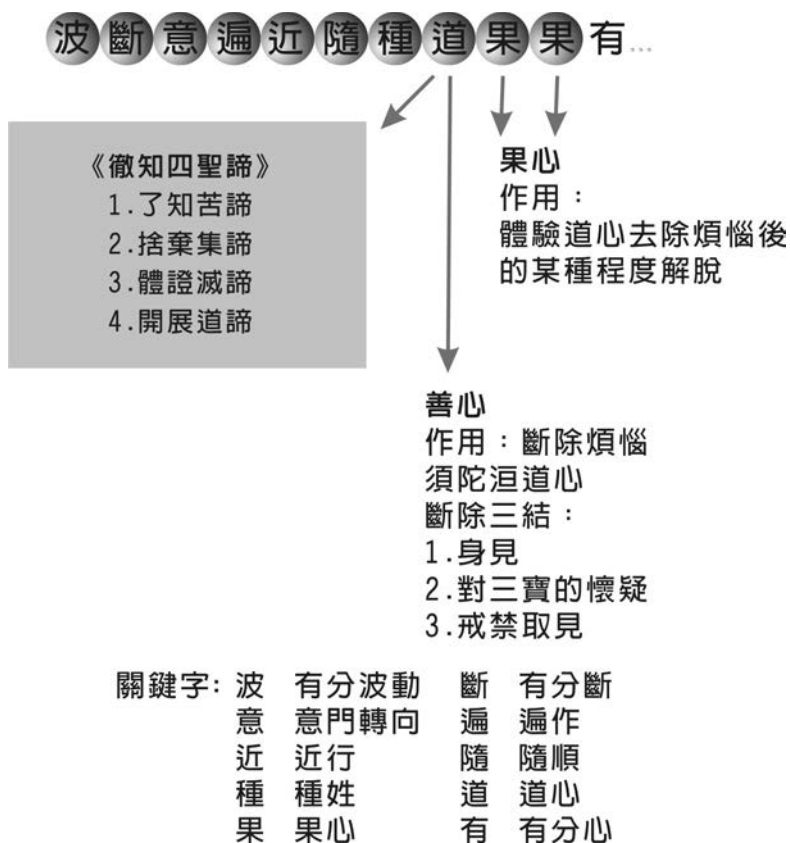 波斷意遍近隨種道果果有...
《徹知四聖諦》
1.了知苦諦
2.捨棄集諦
3.體證滅諦
4.開展道諦
果心
作用：
體驗道心去除煩惱後
的某種程度解脫
善心
作用：斷除煩惱
須陀洹道心
斷除三結：
1.身見
2.對三寶的懷疑
3.戒禁取見
關鍵字: 波 有分波動 斷 有分斷
意 意門轉向 遍 遍作
近 近行 隨 隨順
種 種姓 道 道心
果 果心 有 有分心